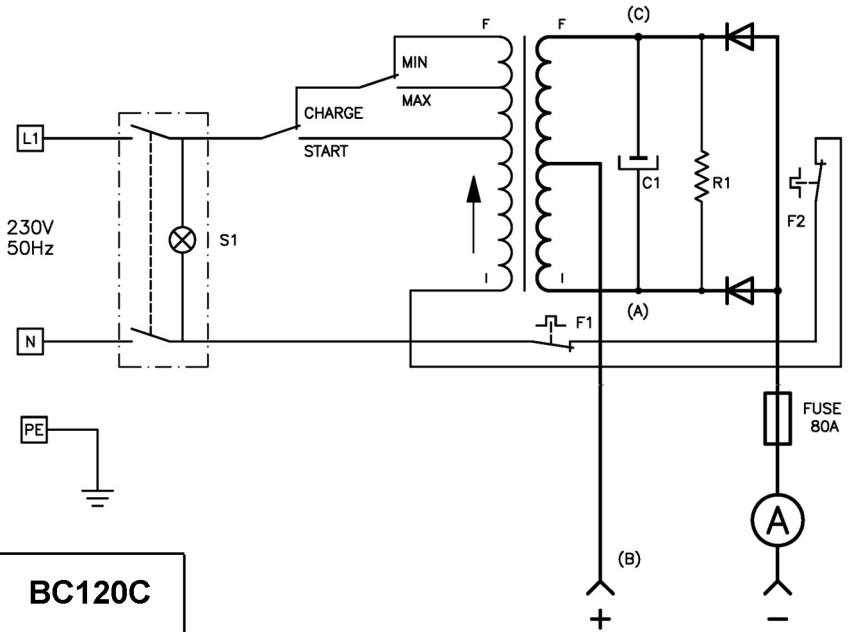 F
F
(C)
MIN
MAX
CHARGE
START
L1
230V
50Hz
S1
C1
R1
F2
I
I
(A)
F1
N
FUSE
80A
PE
A
(B)
BC120C
+
−